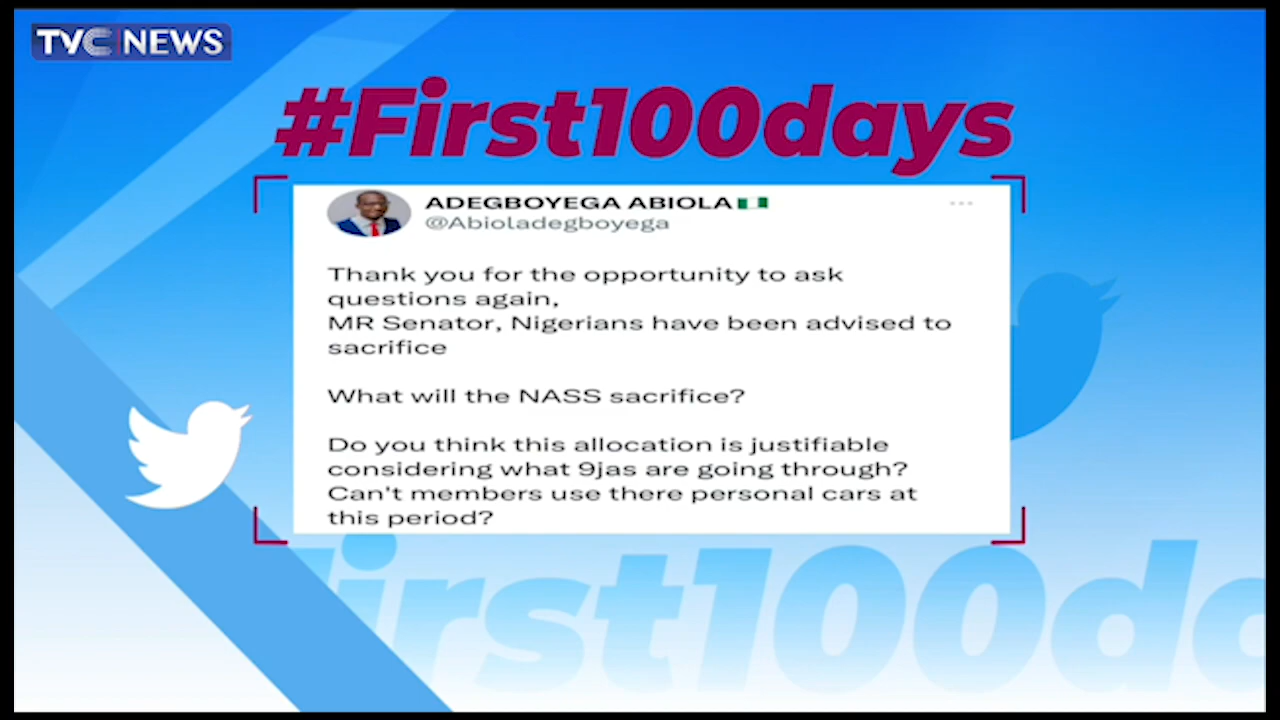 TVC NEWS
#First100days
ADEGBOYEGA ABIOLA
@Abioladegboyega
Thank you for the opportunity to ask
questions again,
MR Senator, Nigerians have been advised to
sacrifice
What will the NASS sacrifice?
Do you think this allocation is justifiable
considering what 9jas are going through?
Can't members use there personal cars at
this period?
First100da